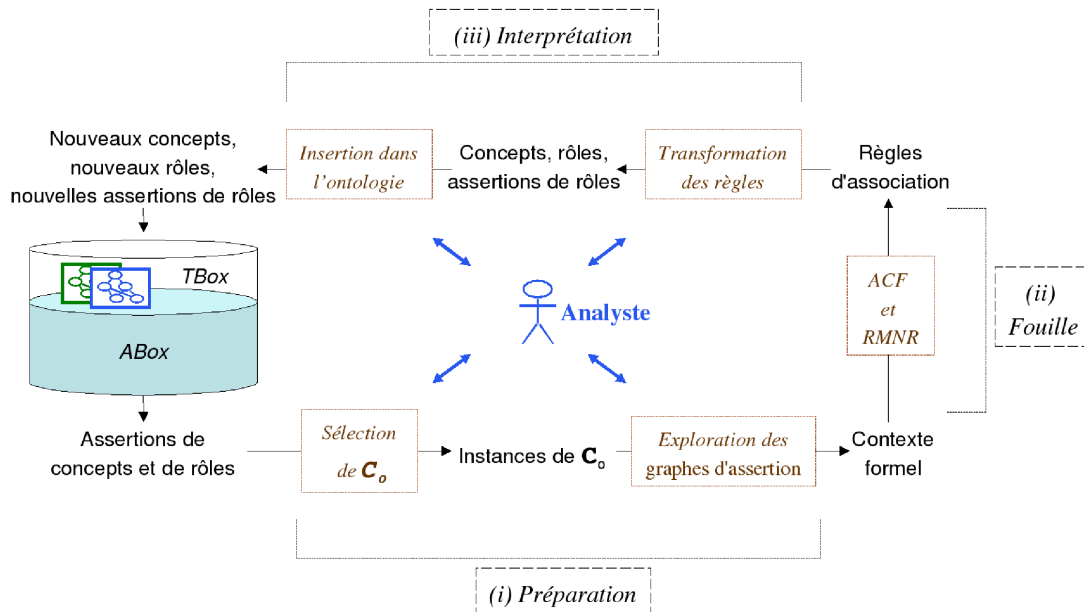 (iii) Interprétation
Nouveaux concepts,
nouveaux rôles,
nouvelles assertions de rôles
Insertion dans
l'ontologie
Concepts, rôles,
assertions de rôles
Transformation
des règles
Règles
d'association
TBox
ABox
Analyste
ACF
et
RMNR
(ii)
Fouille
Assertions de
concepts et de rôles
Sélection
de C_o
Instances de C_o
Exploration des
graphes d'assertion
Contexte
formel
(i) Préparation